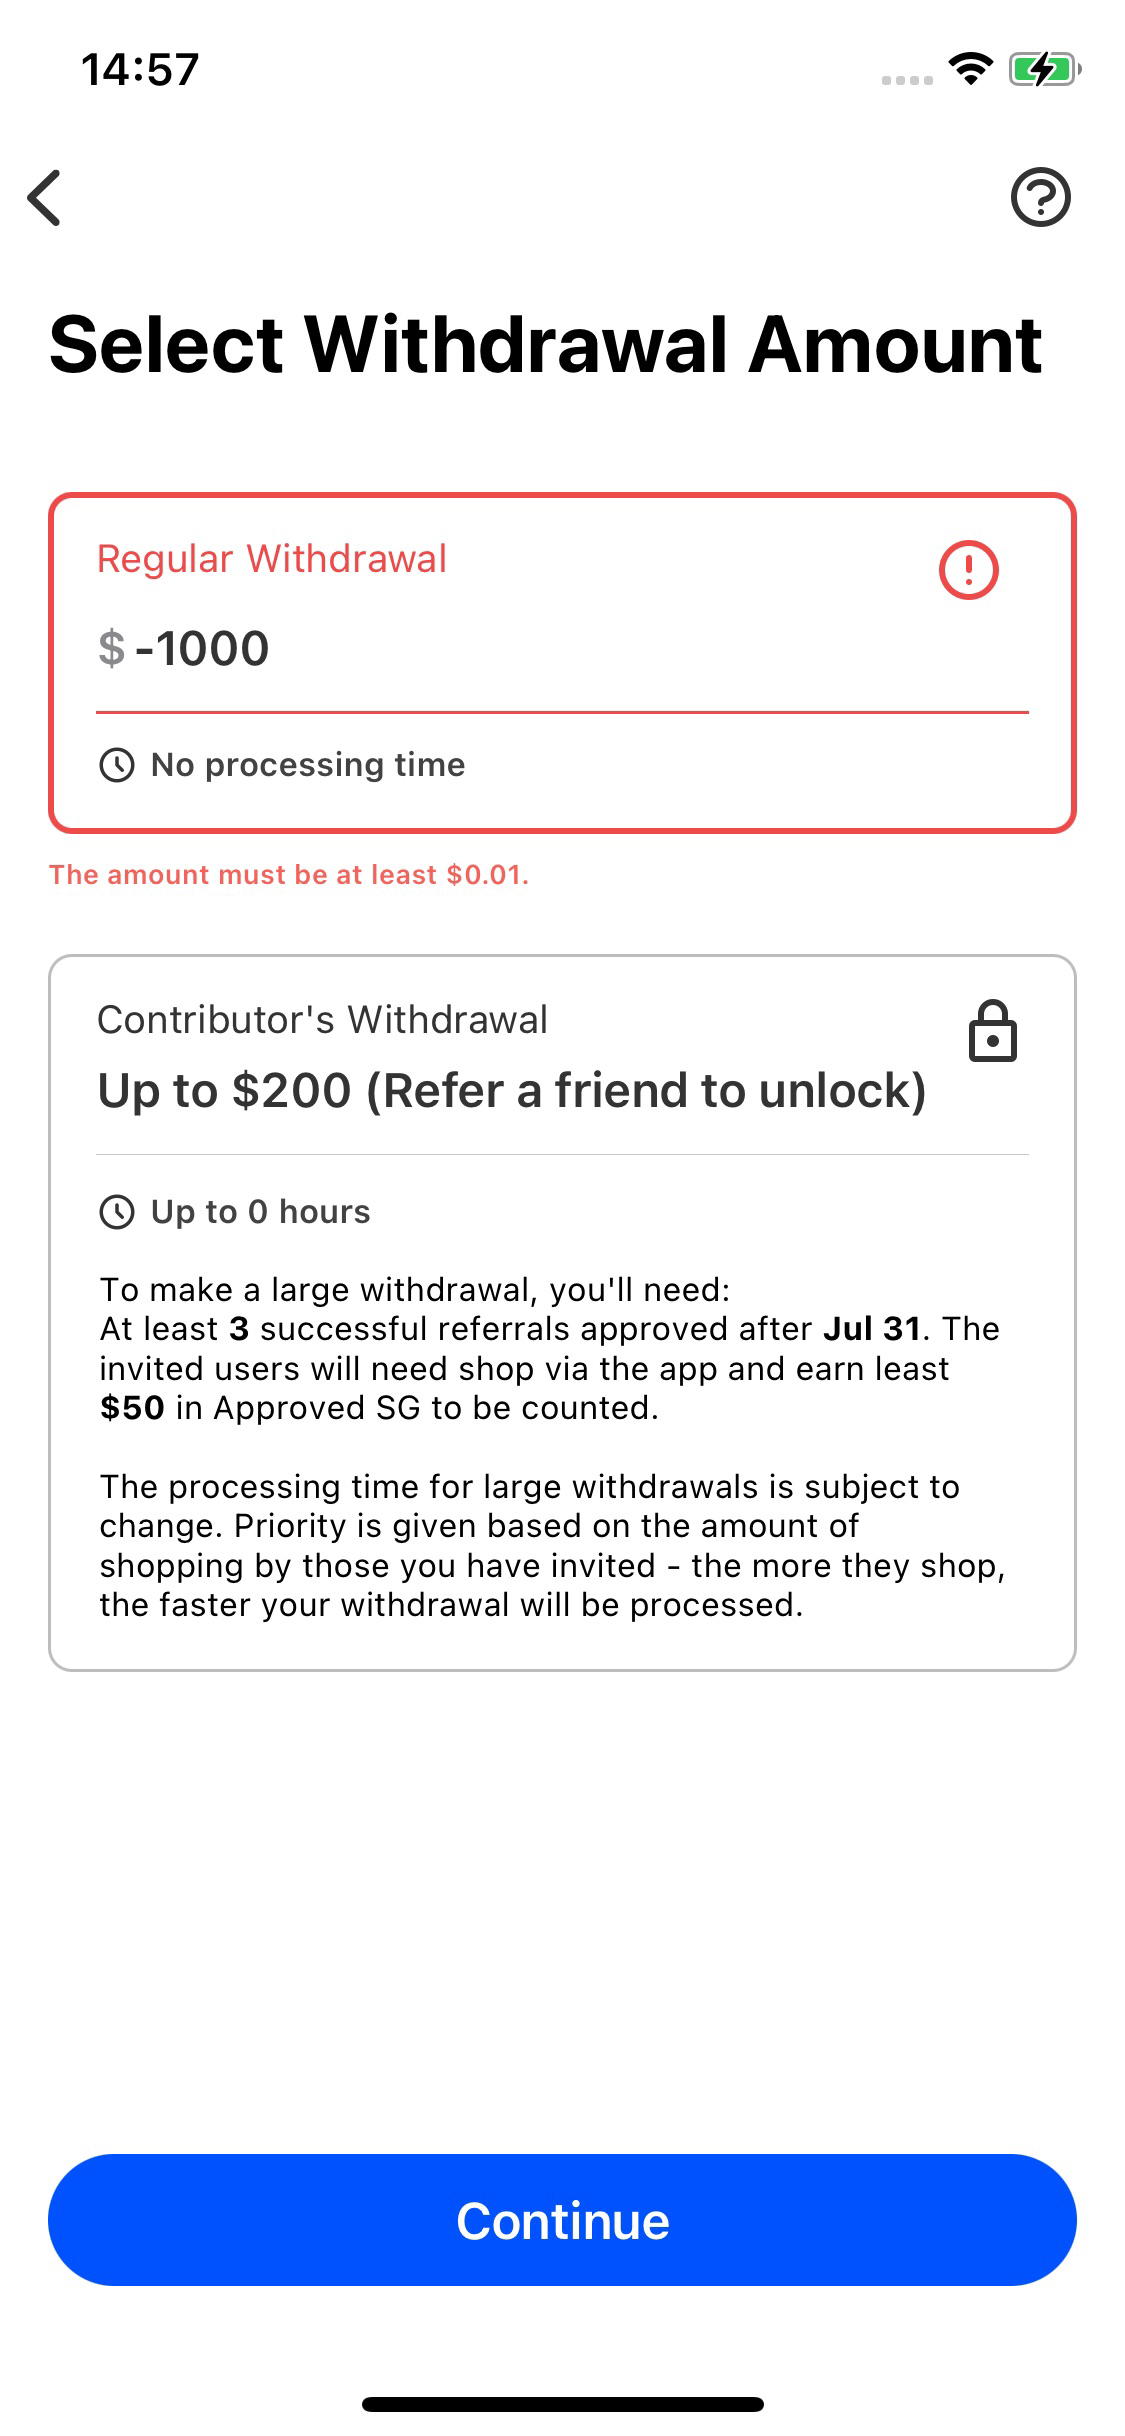 14:57
Select Withdrawal Amount
Regular Withdrawal
$ -1000
No processing time
The amount must be at least $0.01.
Contributor's Withdrawal
Up to $200 (Refer a friend to unlock)
Up to 0 hours
To make a large withdrawal, you'll need:
At least 3 successful referrals approved after Jul 31. The
invited users will need shop via the app and earn least
$50 in Approved SG to be counted.
The processing time for large withdrawals is subject to
change. Priority is given based on the amount of
shopping by those you have invited - the more they shop,
the faster your withdrawal will be processed.
Continue